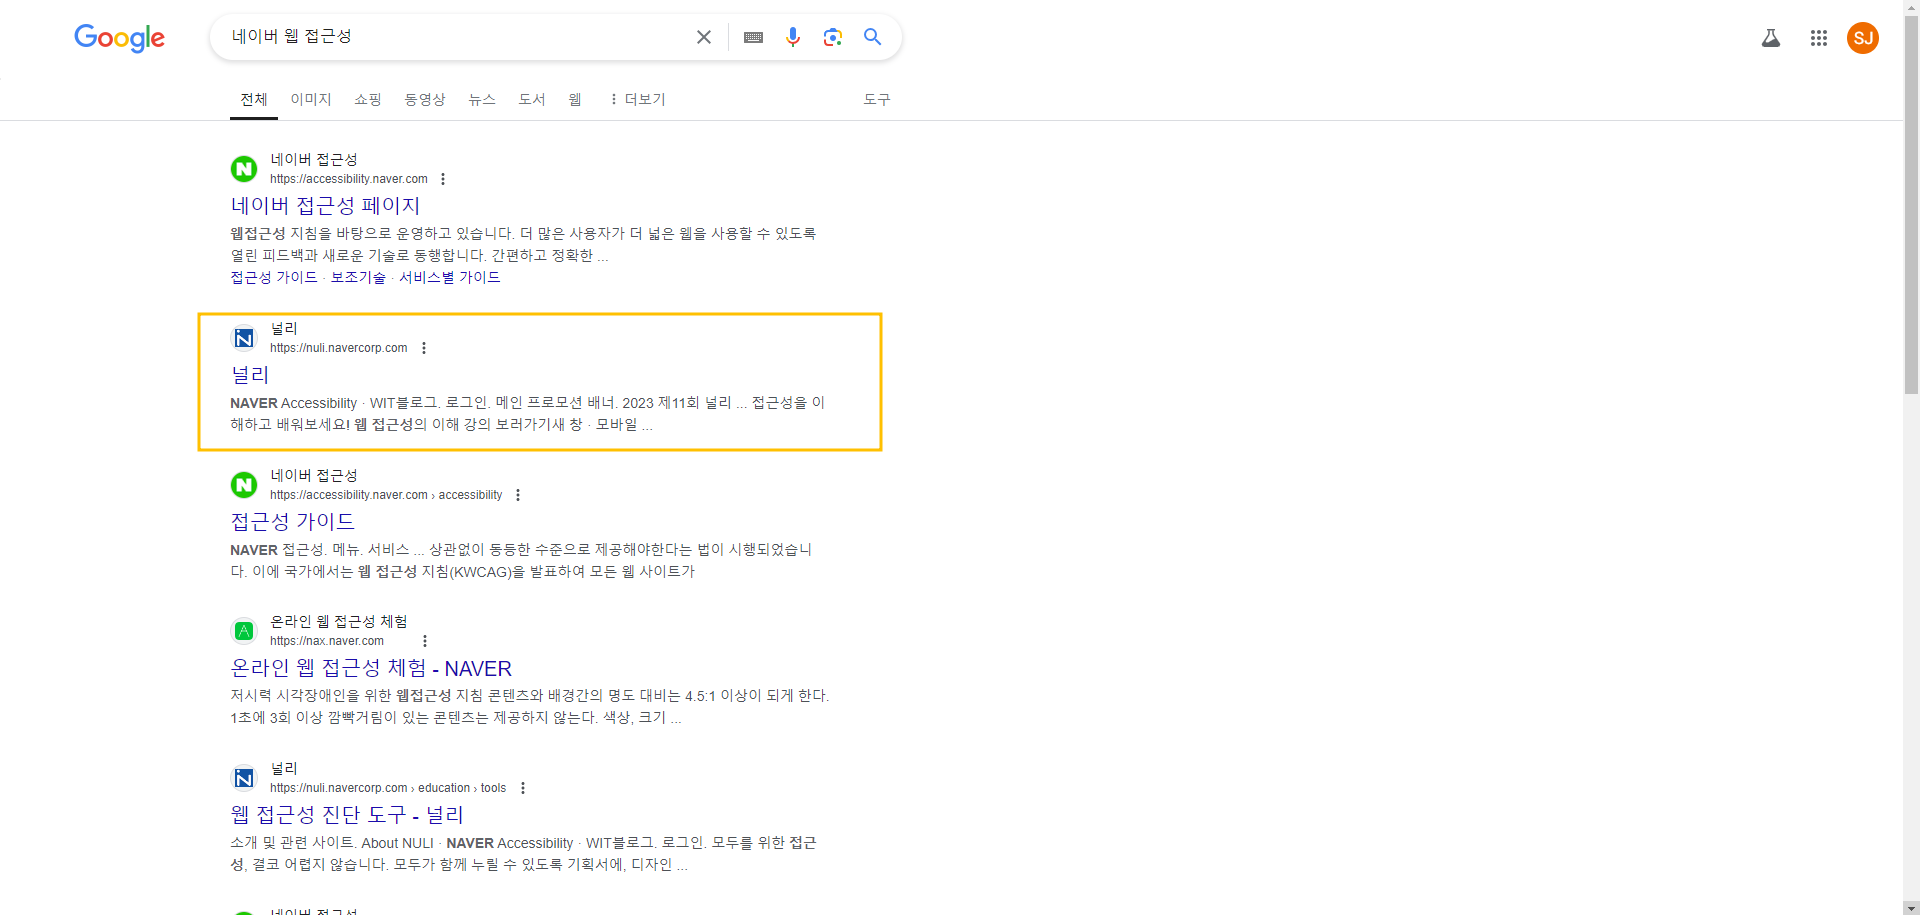 Google
네이버 웹 접근성
SJ
전체 이미지 쇼핑 동영상 뉴스 도서 웹 더보기 도구
네이버 접근성
https://accessibility.naver.com
네이버 접근성 페이지
웹접근성 지침을 바탕으로 운영하고 있습니다. 더 많은 사용자가 더 넓은 웹을 사용할 수 있도록
열린 피드백과 새로운 기술로 동행합니다. 간편하고 정확한 ...
접근성 가이드 · 보조기술 · 서비스별 가이드
널리
https://nuli.navercorp.com
널리
NAVER Accessibility · WIT블로그. 로그인. 메인 프로모션 배너. 2023 제11회 널리 ... 접근성을 이
해하고 배워보세요! 웹 접근성의 이해 강의 보러가기새 창 · 모바일 ...
네이버 접근성
https://accessibility.naver.com › accessibility
접근성 가이드
NAVER 접근성. 메뉴. 서비스 ... 상관없이 동등한 수준으로 제공해야한다는 법이 시행되었습니
다. 이에 국가에서는 웹 접근성 지침(KWCAG)을 발표하여 모든 웹 사이트가
온라인 웹 접근성 체험
https://nax.naver.com
온라인 웹 접근성 체험 - NAVER
저시력 시각장애인을 위한 웹접근성 지침 콘텐츠와 배경간의 명도 대비는 4.5:1 이상이 되게 한다.
1초에 3회 이상 깜빡거림이 있는 콘텐츠는 제공하지 않는다. 색상, 크기 ...
널리
https://nuli.navercorp.com › education › tools
웹 접근성 진단 도구 - 널리
소개 및 관련 사이트. About NULI · NAVER Accessibility · WIT블로그. 로그인. 모두를 위한 접근
성, 결코 어렵지 않습니다. 모두가 함께 누릴 수 있도록 기획서에, 디자인 ...
네이버 접근성